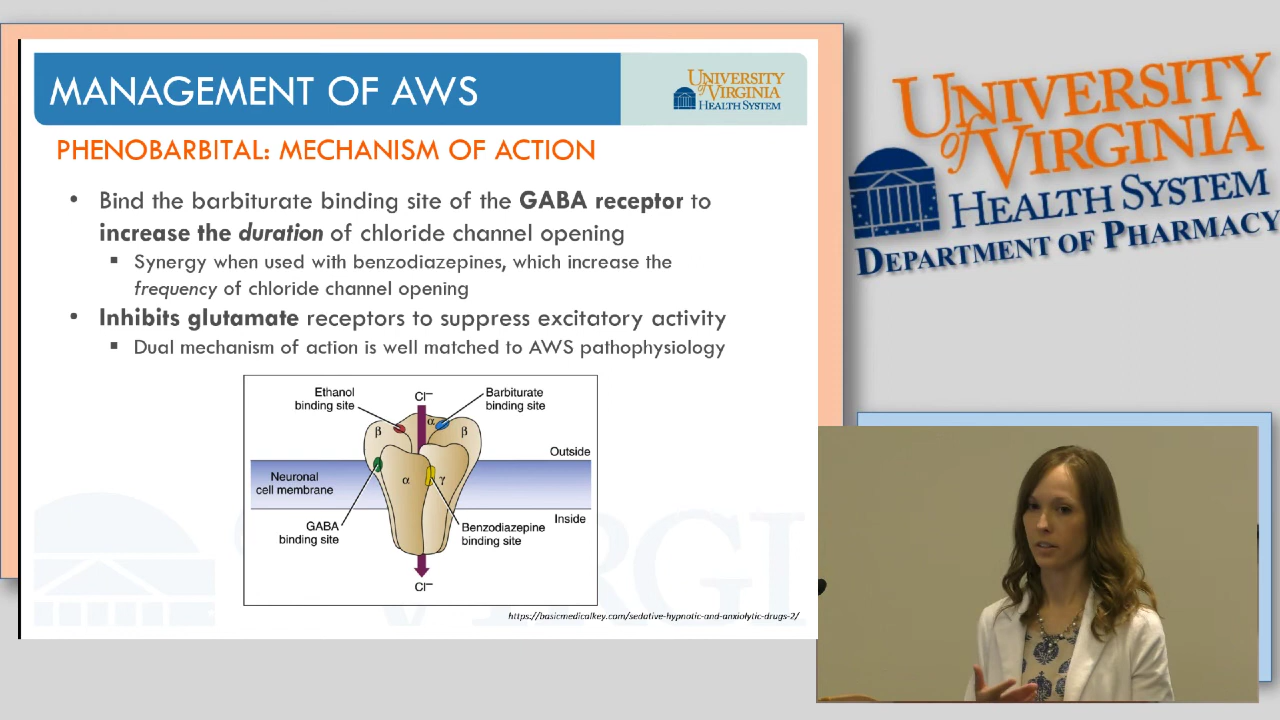 MANAGEMENT OF AWS
UNIVERSITY
of VIRGINIA
HEALTH SYSTEM
PHENOBARBITAL: MECHANISM OF ACTION
• Bind the barbiturate binding site of the GABA receptor to
increase the duration of chloride channel opening
▪ Synergy when used with benzodiazepines, which increase the
frequency of chloride channel opening
• Inhibits glutamate receptors to suppress excitatory activity
▪ Dual mechanism of action is well matched to AWS pathophysiology
Ethanol
binding site
Cl−
Barbiturate
binding site
α
β
β
Outside
Neuronal
cell membrane
α
γ
Inside
GABA
binding site
Benzodiazepine
binding site
Cl−
VIRGI
https://basicmedicalkey.com/sedative-hypnotic-and-anxiolytic-drugs-2/
UNIVERSITY
of VIRGINIA
HEALTH SYSTEM
DEPARTMENT OF PHARMACY